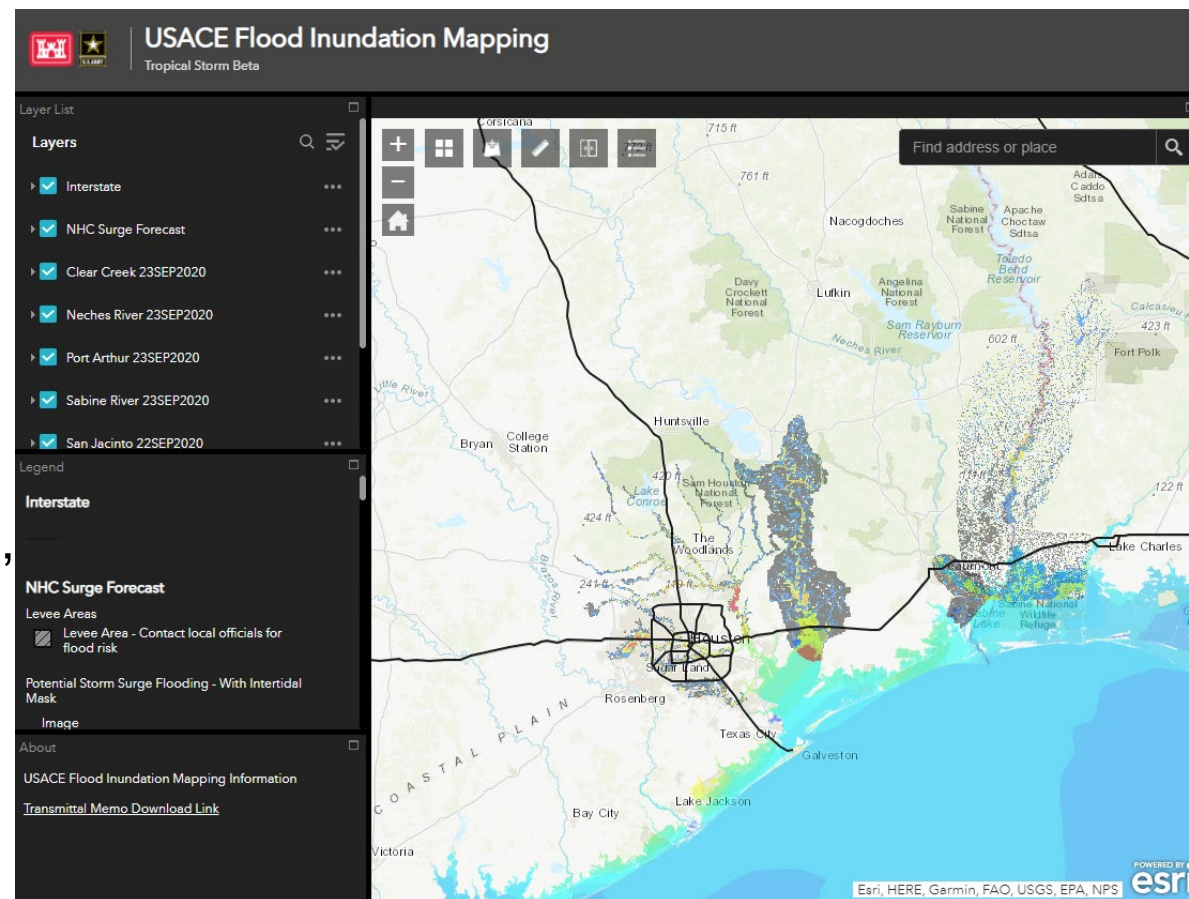 USACE Flood Inundation Mapping
Tropical Storm Beta
Layer List
Layers
Interstate
NHC Surge Forecast
Clear Creek 23SEP2020
Neches River 23SEP2020
Port Arthur 23SEP2020
Sabine River 23SEP2020
San Jacinto 22SEP2020
Legend
Interstate
NHC Surge Forecast
Levee Areas
Levee Area - Contact local officials for
flood risk
Potential Storm Surge Flooding - With Intertidal
Mask
Image
About
USACE Flood Inundation Mapping Information
Transmittal Memo Download Link
,
Find address or place
Corsicana
715 ft
761 ft
Nacogdoches
Sabine
National
Forest
Apache
Choctaw
Sdtsa
Adais
Caddo
Sdtsa
Toledo
Bend
Reservoir
Davy
Crockett
National
Forest
Lufkin
Angelina
National
Forest
Sam Rayburn
Reservoir
Neches River
602 ft
Calcasieu
423 ft
Fort Polk
Little River
Huntsville
Bryan
College
Station
420 ft
Lake
Conroe
Sam Houston
National
Forest
424 ft
The
Woodlands
122 ft
Lake Charles
Beaumont
Brazos River
241 ft
Houston
Sugar Land
Sabine
Lake
Sabine National
Wildlife
Refuge
Rosenberg
COASTAL PLAIN
Texas City
Galveston
Lake Jackson
Bay City
Victoria
POWERED BY
esri
Esri, HERE, Garmin, FAO, USGS, EPA, NPS